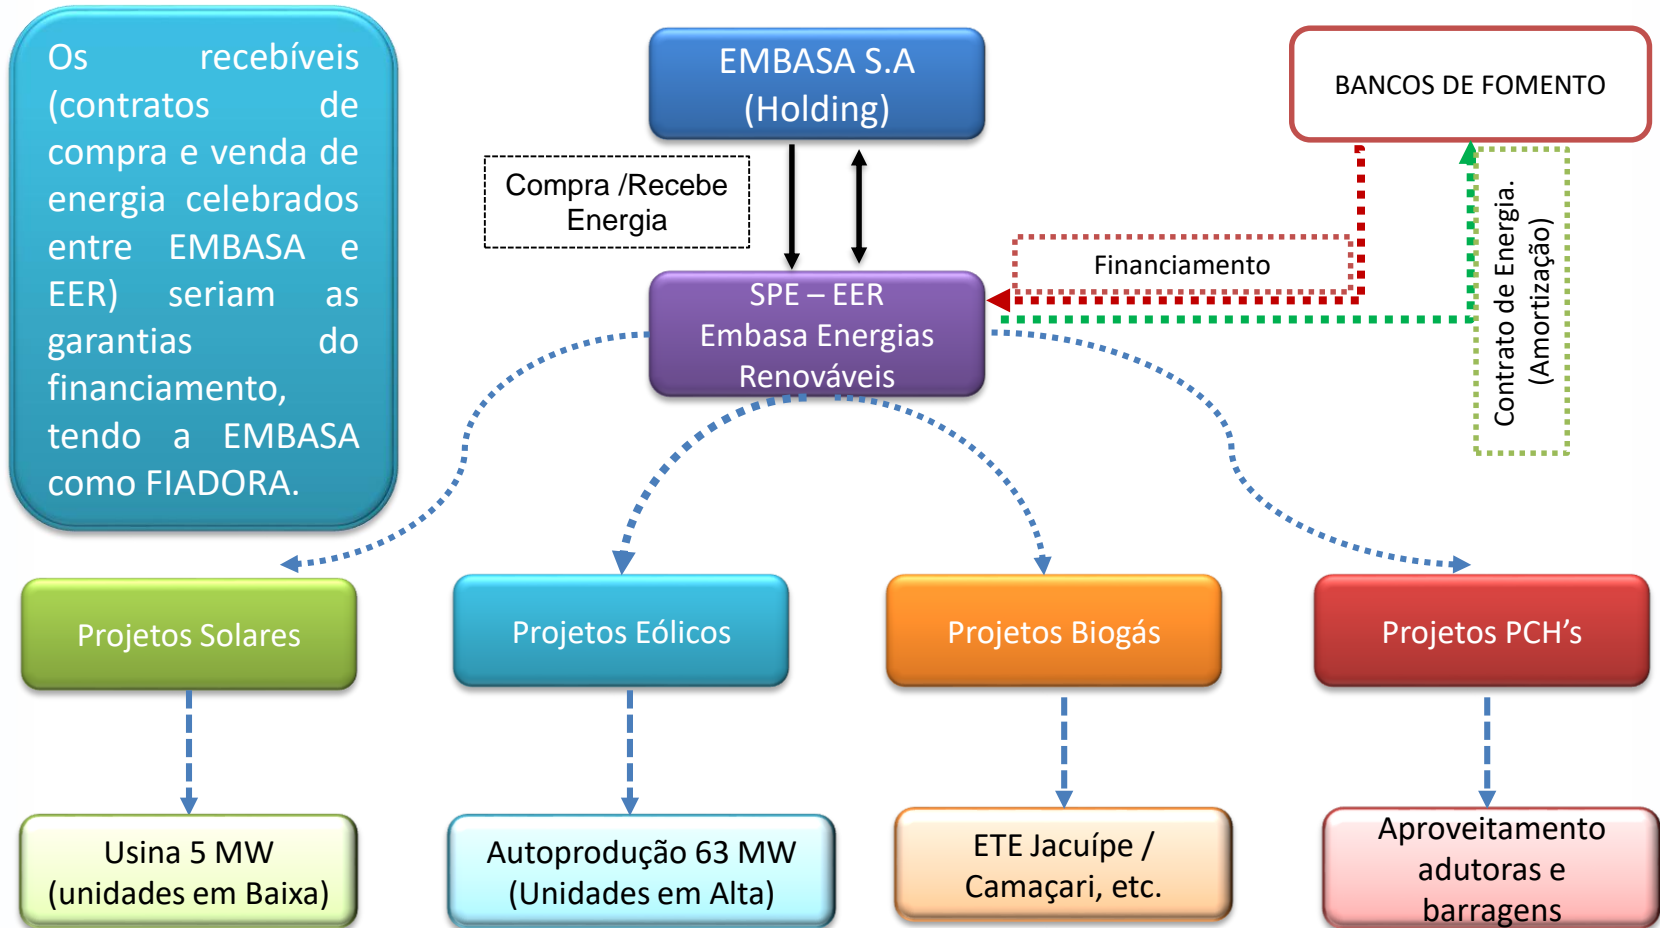 Os recebíveis
(contratos de
compra e venda de
energia celebrados
entre EMBASA e
EER) seriam as
garantias do
financiamento,
tendo a EMBASA
como FIADORA.
EMBASA S.A
(Holding)
BANCOS DE FOMENTO
Compra /Recebe
Energia
Financiamento
Contrato de Energia.
(Amortização)
SPE – EER
Embasa Energias
Renováveis
Projetos Solares
Projetos Eólicos
Projetos Biogás
Projetos PCH’s
Usina 5 MW
(unidades em Baixa)
Autoprodução 63 MW
(Unidades em Alta)
ETE Jacuípe /
Camaçari, etc.
Aproveitamento
adutoras e
barragens